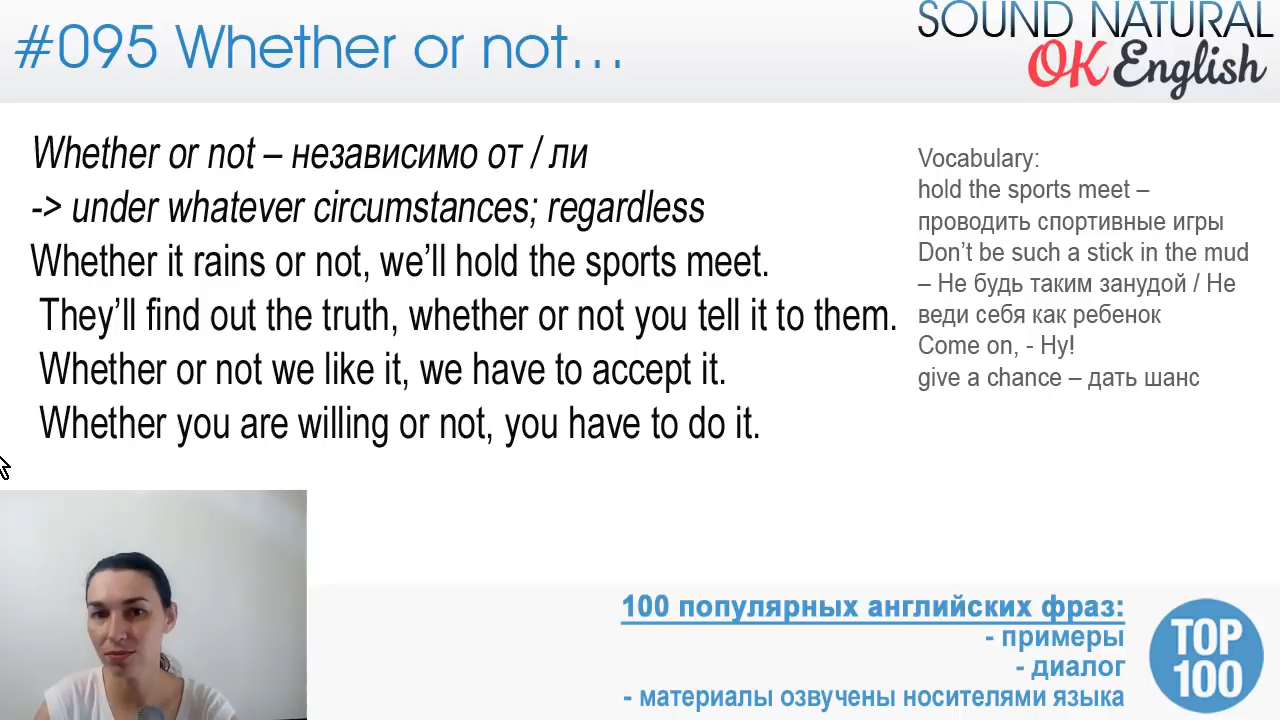 #095 Whether or not...
SOUND NATURAL
OK English
Whether or not – независимо от / ли
-> under whatever circumstances; regardless
Whether it rains or not, we’ll hold the sports meet.
They’ll find out the truth, whether or not you tell it to them.
Whether or not we like it, we have to accept it.
Whether you are willing or not, you have to do it.
Vocabulary:
hold the sports meet –
проводить спортивные игры
Don’t be such a stick in the mud
– Не будь таким занудой / Не
веди себя как ребенок
Come on, - Ну!
give a chance – дать шанс
100 популярных английских фраз:
- примеры
- диалог
- материалы озвучены носителями языка
TOP
100